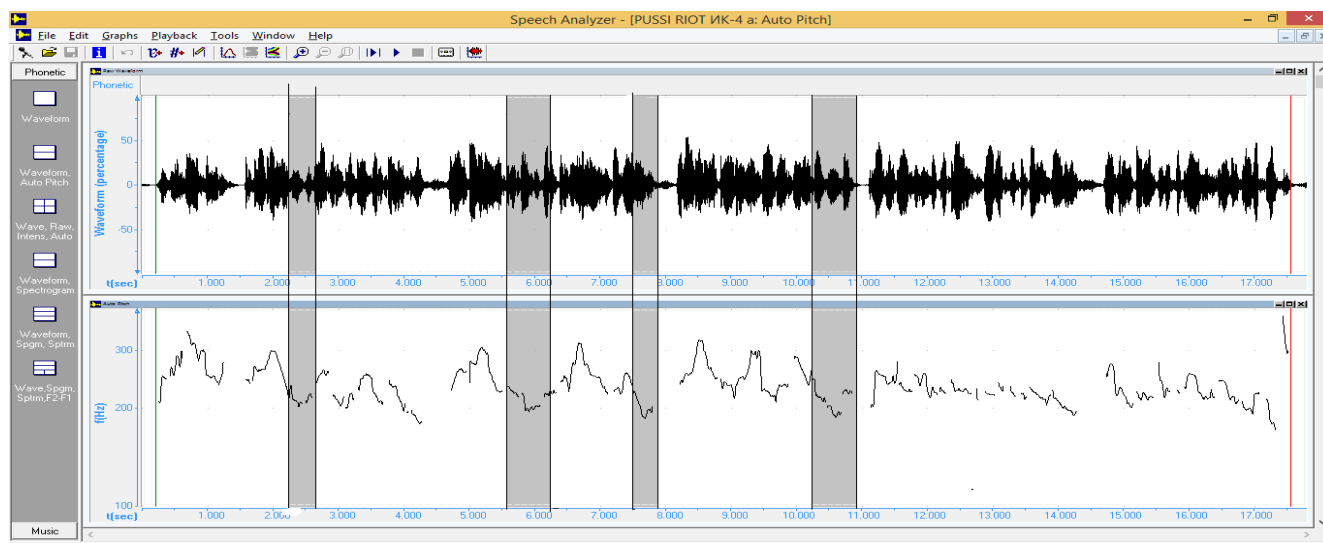 Speech Analyzer - [PUSSI RIOT ИК-4 a: Auto Pitch]
File Edit Graphs Playback Tools Window Help
Phonetic
Waveform
Waveform,
Auto Pitch
Wave, Raw,
Intens, Auto
Waveform,
Spectrogram
Waveform,
Spgm, Sptrm
Wave,Spgm,
Sptrm,F2-F1
Music
Raw Waveform
Phonetic
Waveform (percentage)
50
0
-50
t(sec) 1.000 2.000 3.000 4.000 5.000 6.000 7.000 8.000 9.000 10.000 11.000 12.000 13.000 14.000 15.000 16.000 17.000
Auto Pitch
f(Hz)
300
200
100
t(sec) 1.000 2.000 3.000 4.000 5.000 6.000 7.000 8.000 9.000 10.000 11.000 12.000 13.000 14.000 15.000 16.000 17.000